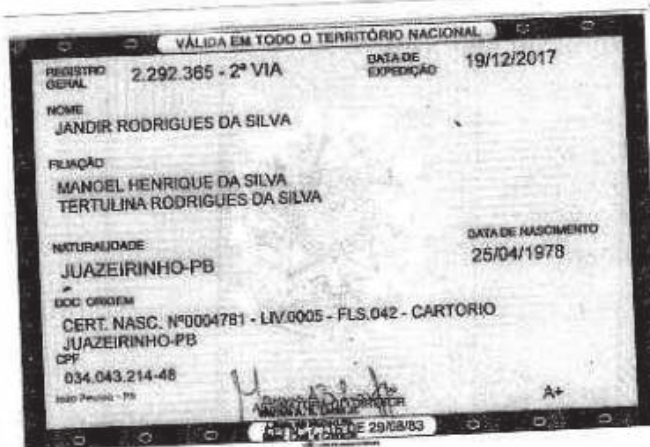 VÁLIDA EM TODO O TERRITÓRIO NACIONAL
REGISTRO GERAL 2.292.365 - 2ª VIA DATA DE EXPEDIÇÃO 19/12/2017
NOME
JANDIR RODRIGUES DA SILVA
FILIAÇÃO
MANOEL HENRIQUE DA SILVA
TERTULINA RODRIGUES DA SILVA
NATURALIDADE DATA DE NASCIMENTO
JUAZEIRINHO-PB 25/04/1978
DOC ORIGEM
CERT. NASC. Nº0004781 - LIV.0005 - FLS.042 - CARTORIO
JUAZEIRINHO-PB
CPF
034.043.214-48
João Pessoa - PB A+
DE 29/08/83